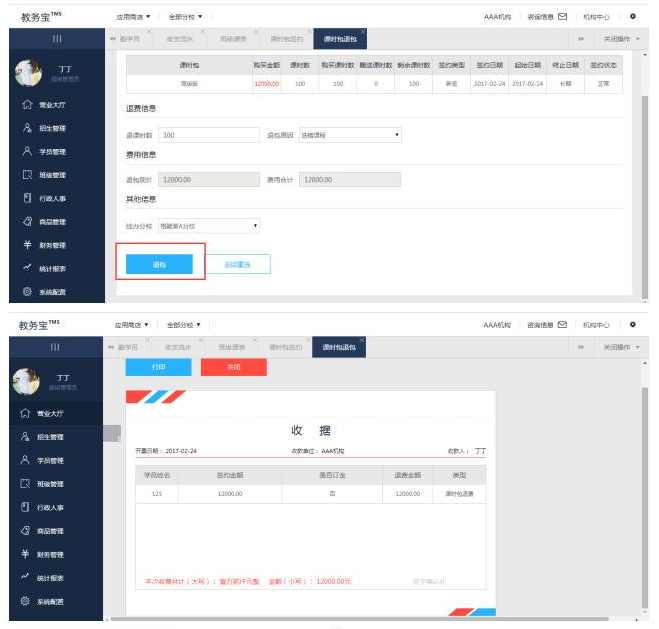 教务宝™⁵ 应用商店 ▼ 全部分校 ▼ AAA机构 咨询信息 机构中心
勤学员 收支流水 班级课表 课时包签约 课时包退包 关闭操作
丁丁
超级管理员
营业大厅
招生管理
学员管理
班级管理
行政人事
商品管理
财务管理
统计报表
系统配置
课时包 购买金额 课时数 购买课时数 赠送课时数 剩余课时数 签约类型 签约日期 起始日期 终止日期 签约状态
12000.00 100 100 0 100 新签 2017-02-24 2017-02-24 长期 正常
退费信息
退课时数 100 退包原因 选错课程
费用信息
退包现价 12000.00 费用合计 12000.00
其他信息
经办分校 格林莱A分校
退包 返回重选
教务宝 应用商店 ▼ 全部分校 ▼ AAA机构 咨询信息 机构中心
勤学员 收支流水 班级课表 课时包签约 课时包退包 关闭操作
丁丁
超级管理员
营业大厅
招生管理
学员管理
班级管理
行政人事
商品管理
财务管理
统计报表
系统配置
打印 关闭
收 据
开票日期： 2017-02-24 收款单位： AAA机构 收款人： 丁丁
学员姓名 签约金额 是否订金 退费金额 类型
123 12000.00 否 12000.00 课时包退费
本次收费共计（大写）：壹万贰仟元整 金额（小写）：12000.00元 签字确认处